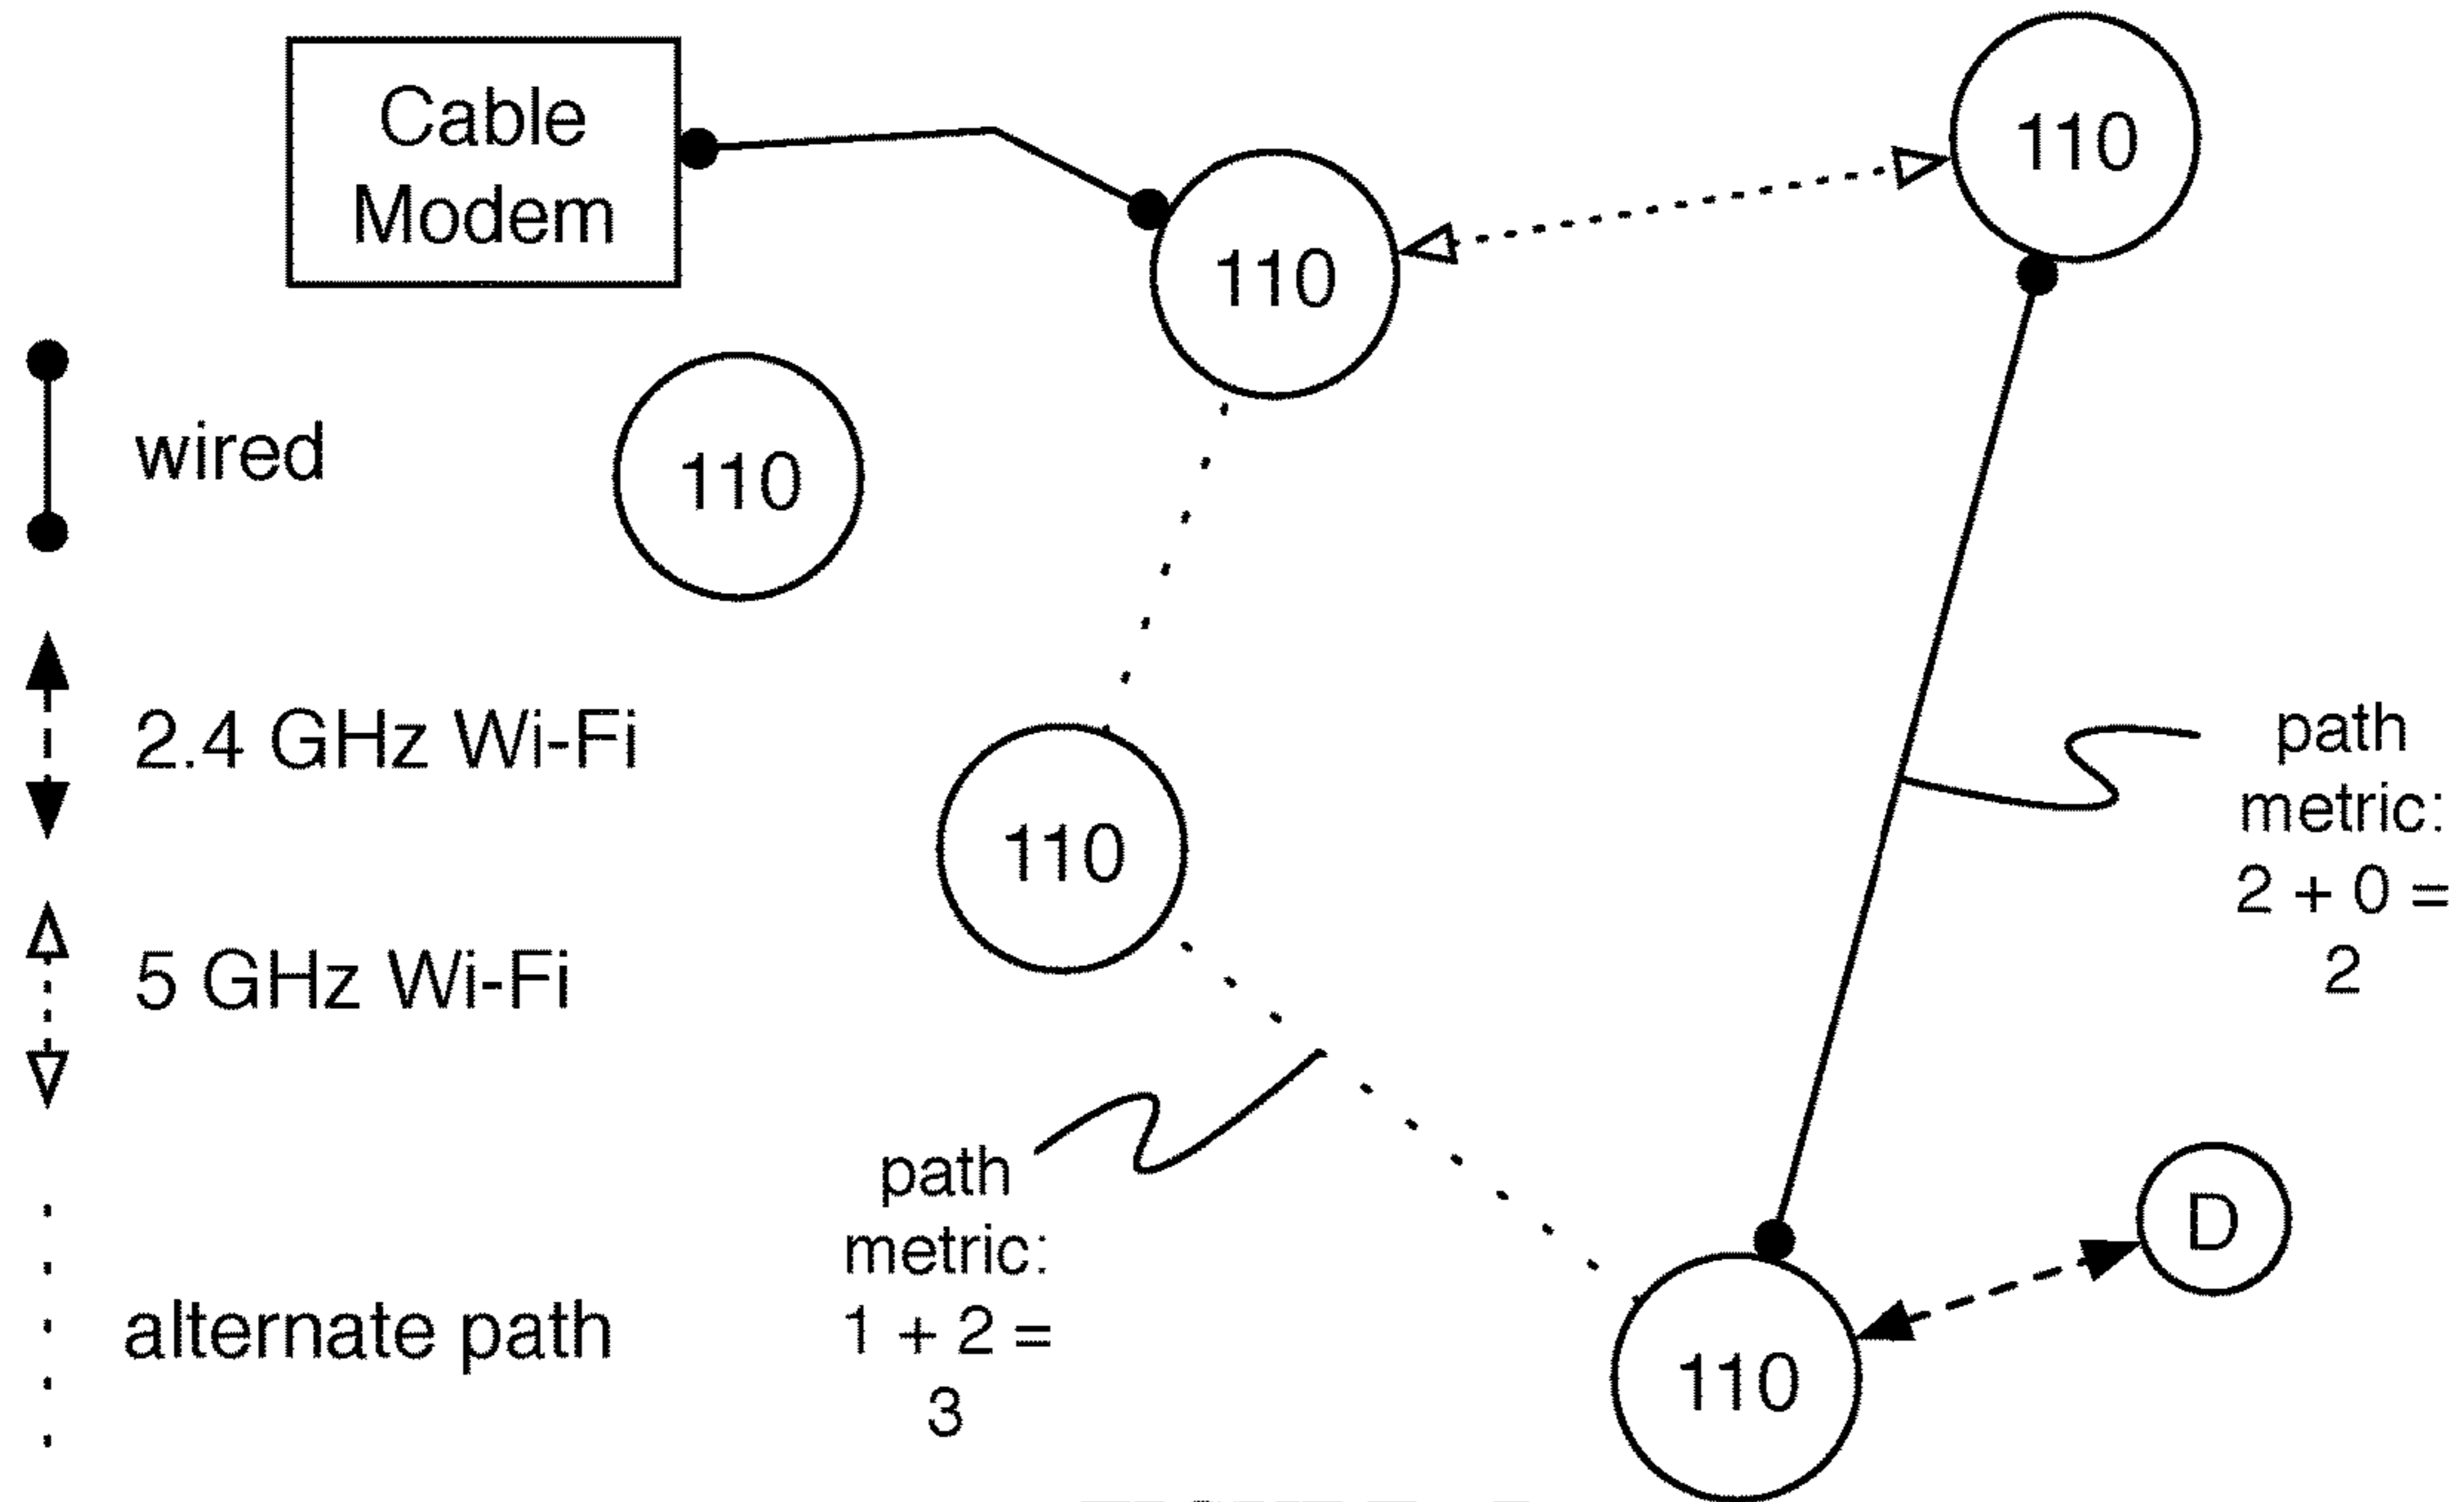 Cable
Modem
110
110
110
wired
2.4 GHz Wi-Fi
path
metric:
2 + 0 =
2
110
5 GHz Wi-Fi
path
metric:
1 + 2 =
3
D
alternate path
110